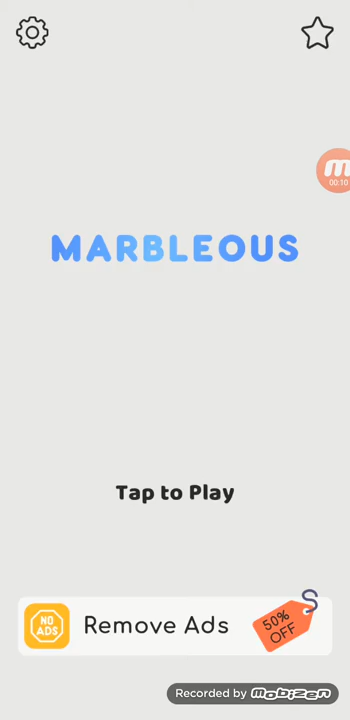 00:10
MARBLEOUS
Tap to Play
NO
ADS
Remove Ads
50%
OFF
Recorded by mobizen